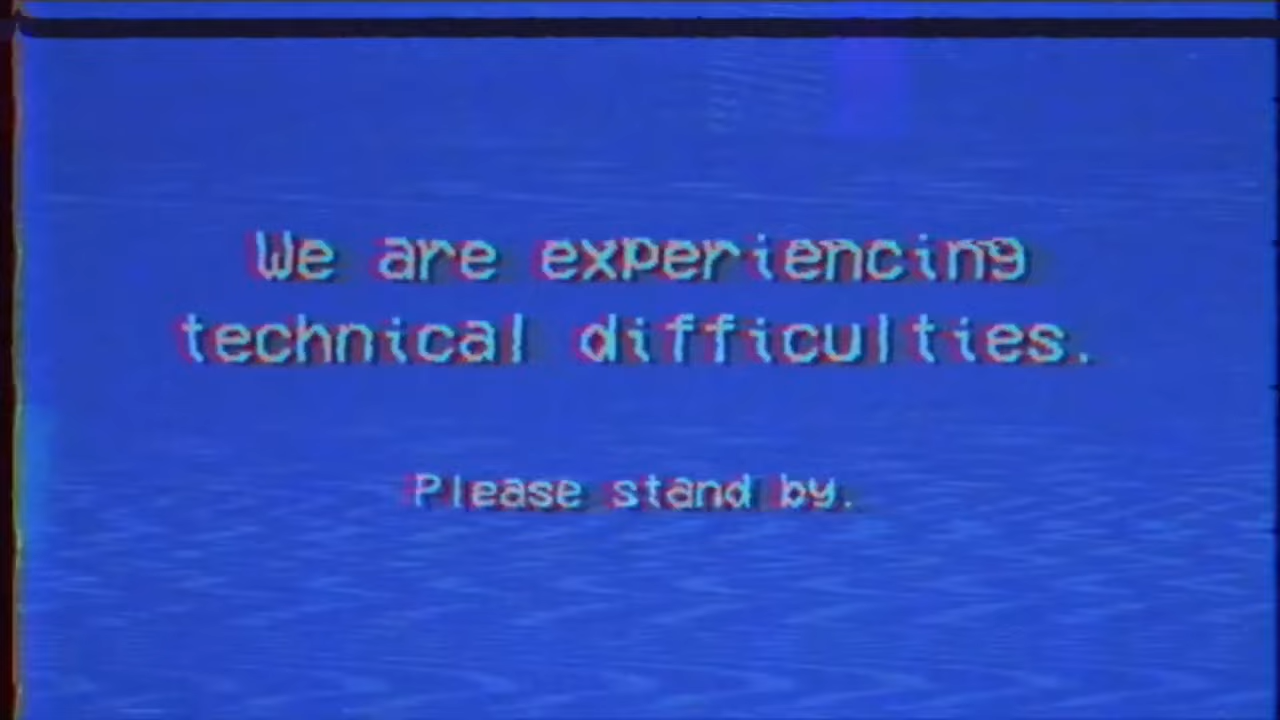 We are experiencing
technical difficulties.
Please stand by.